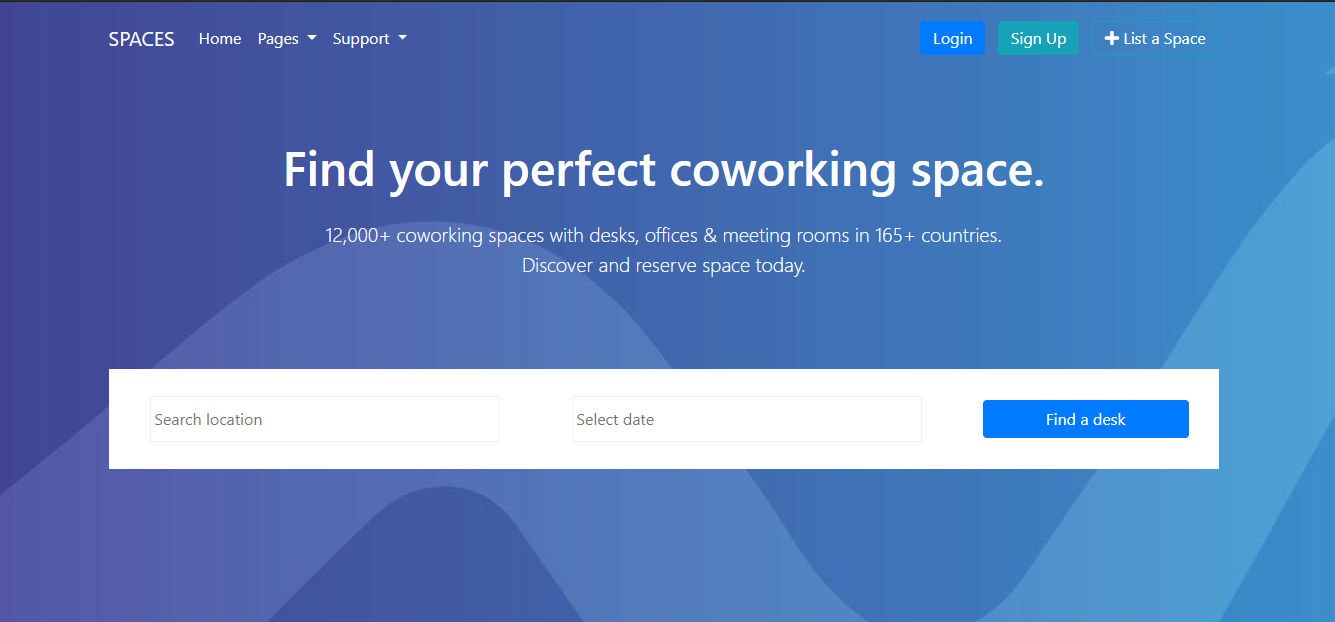 SPACES Home Pages Support Login Sign Up List a Space
Find your perfect coworking space.
12,000+ coworking spaces with desks, offices & meeting rooms in 165+ countries.
Discover and reserve space today.
Search location Select date Find a desk